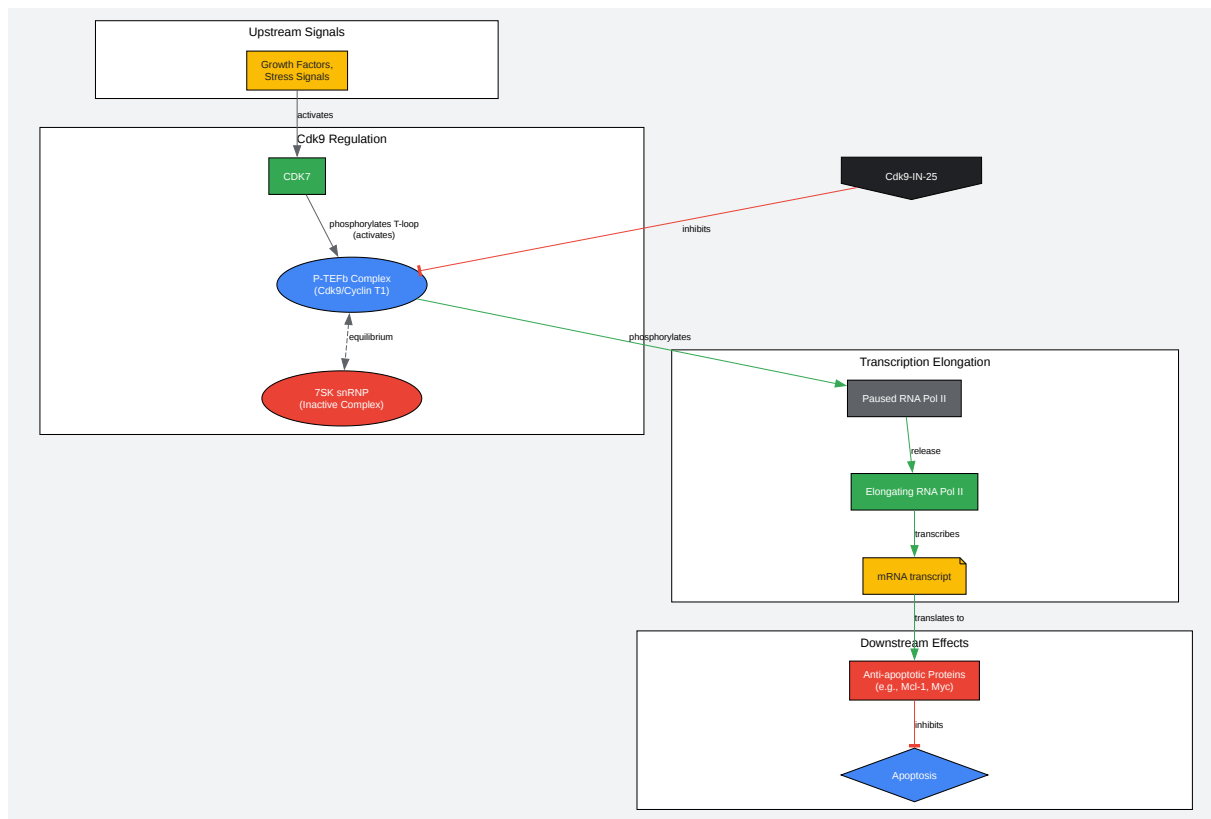 Upstream Signals
Growth Factors,
Stress Signals
activates
Cdk9 Regulation
CDK7
Cdk9-IN-25
phosphorylates T-loop
(activates)
inhibits
P-TEFb Complex
(Cdk9/Cyclin T1)
equilibrium
phosphorylates
7SK snRNP
(Inactive Complex)
Transcription Elongation
Paused RNA Pol II
release
Elongating RNA Pol II
transcribes
mRNA transcript
translates to
Downstream Effects
Anti-apoptotic Proteins
(e.g., Mcl-1, Myc)
inhibits
Apoptosis